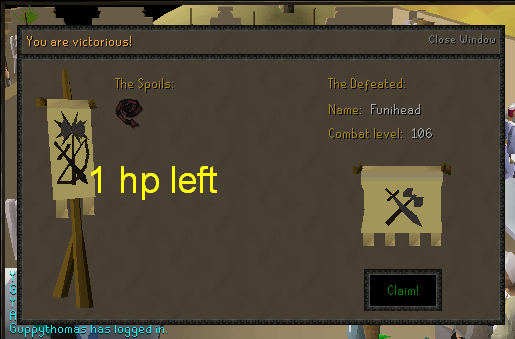 You are victorious!
Close Window
The Spoils:
The Defeated:
Name: Funihead
Combat level: 106
1 hp left
Claim!
Guppythomas has logged in.